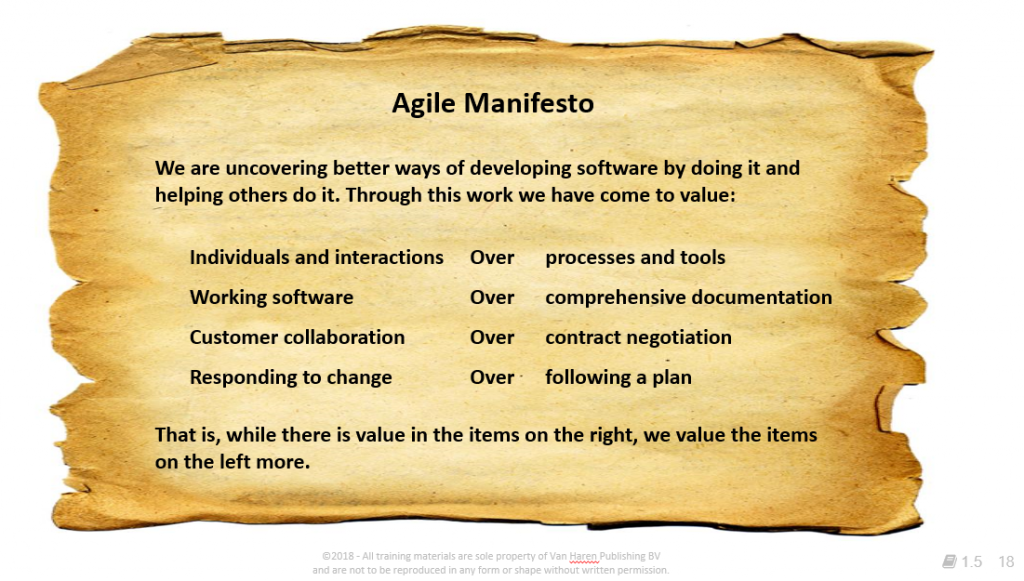 Agile Manifesto
We are uncovering better ways of developing software by doing it and
helping others do it. Through this work we have come to value:
Individuals and interactions Over processes and tools
Working software Over comprehensive documentation
Customer collaboration Over contract negotiation
Responding to change Over following a plan
That is, while there is value in the items on the right, we value the items
on the left more.
©2018 - All training materials are sole property of Van Haren Publishing BV
and are not to be reproduced in any form or shape without written permission.
1.5 18